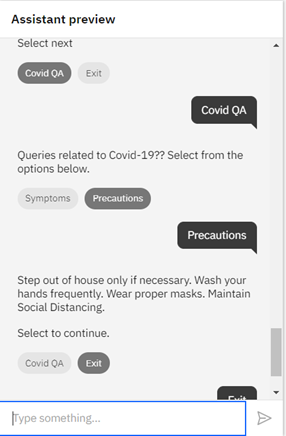 Assistant preview
Select next
Covid QA Exit
Covid QA
Queries related to Covid-19?? Select from the
options below.
Symptoms Precautions
Precautions
Step out of house only if necessary. Wash your
hands frequently. Wear proper masks. Maintain
Social Distancing.
Select to continue.
Covid QA Exit
Exit
Type something...